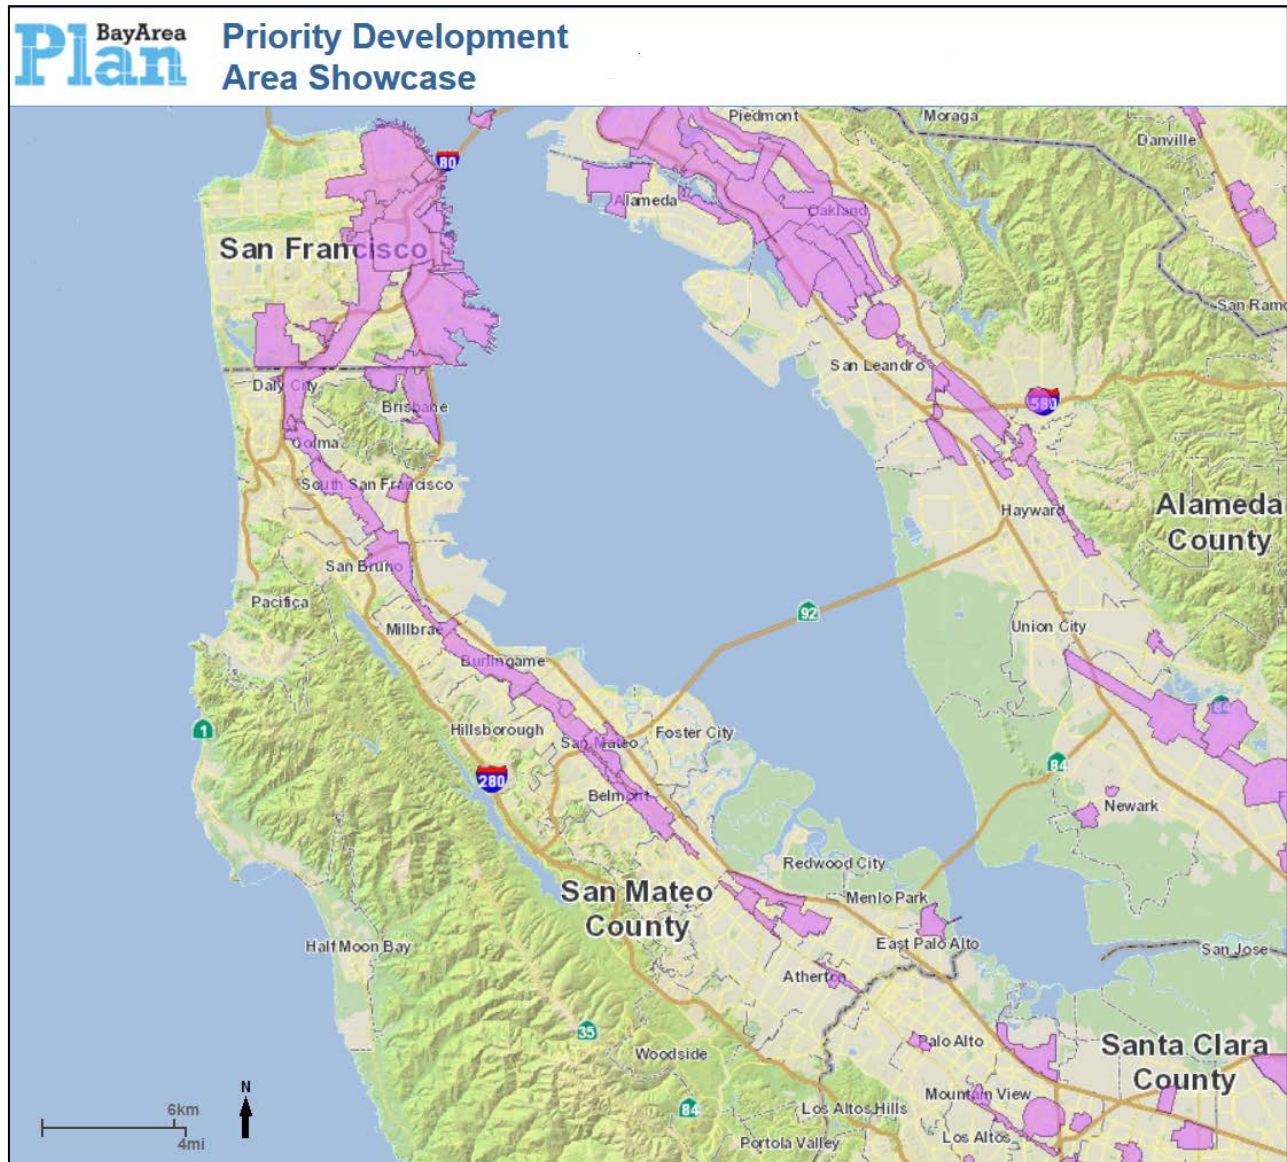 BayArea
Plan
Priority Development
Area Showcase
Piedmont
Moraga
Danville
80
Alameda
Oakland
San Francisco
San Ramo
San Leandro
Daly City
Brisbane
580
Colma
South San Francisco
Alameda
County
Hayward
San Bruno
Pacifica
92
Millbrae
Union City
Burlingame
84
1
Hillsborough
San Mateo
Foster City
280
84
Belmont
Newark
Redwood City
San Mateo
County
Menlo Park
Half Moon Bay
East Palo Alto
San Jose
Atherton
35
Palo Alto
Santa Clara
County
Woodside
Mountain View
N
6km
4mi
84
Los Altos Hills
Los Altos
Portola Valley